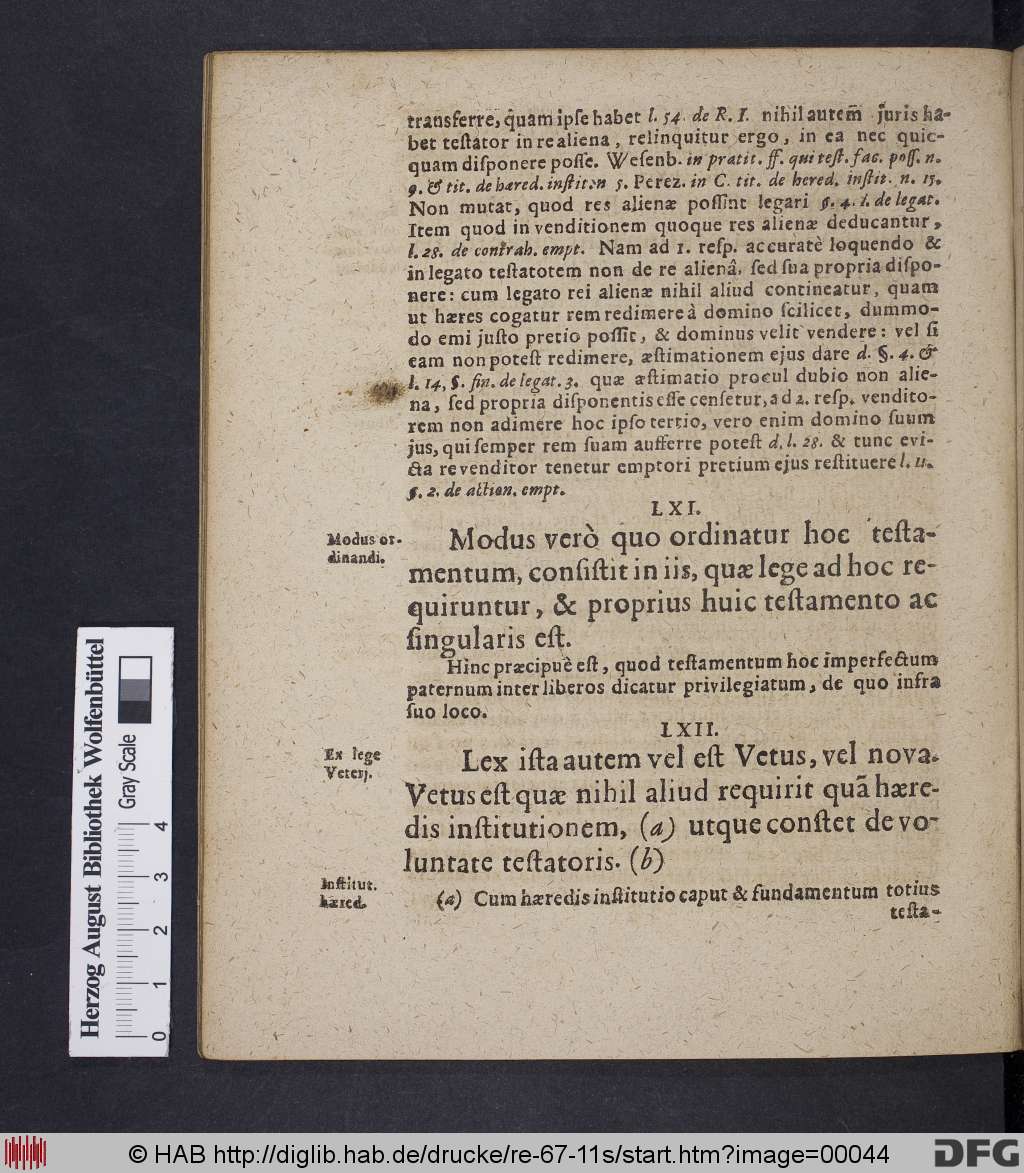 transferre, quam ipſe habet l. 54. de R. I. nihil autem̃ juris ha-
bet teſtator in re aliena, relinquitur ergo, in ea nec quic-
quam diſponere poſſe. Weſenb. in pratit. ff. qui teſt. fac. poſſ. n.
9. & tit. de hæred. inſtit. n 5. Perez. in C. tit. de hered. inſtit. n. 15.
Non mutat, quod res alienæ poſſint legari §. 4. I. de legat.
Item quod in venditionem quoque res alienæ deducantur,
l. 28. de contrah. empt. Nam ad 1. reſp. accuratè loquendo &
in legato teſtatotem non de re alienâ, ſed ſua propria diſpo-
nere: cum legato rei alienæ nihil aliud contineatur, quam
ut hæres cogatur rem redimere à domino ſcilicet, dummo-
do emi juſto pretio poſſit, & dominus velit vendere: vel ſi
eam non poteſt redimere, æſtimationem ejus dare d. §. 4. &
l. 14, §. fin. de legat. 3. quæ æſtimatio procul dubio non alie-
na, ſed propria diſponentis eſſe cenſetur, ad 2. reſp. vendito-
rem non adimere hoc ipſo tertio, vero enim domino ſuum
jus, qui ſemper rem ſuam aufferre poteſt d. l. 28. & tunc evi-
cta re venditor tenetur emptori pretium ejus reſtituere l. 11.
§. 2. de action. empt.
LXI.
Modus or-
dinandi.
Modus verò quo ordinatur hoc teſta-
mentum, conſiſtit in iis, quæ lege ad hoc re-
quiruntur, & proprius huic teſtamento ac
ſingularis eſt.
Hinc præcipuè eſt, quod teſtamentum hoc imperfectum
paternum inter liberos dicatur privilegiatum, de quo infra
ſuo loco.
LXII.
Ex lege
Veteri.
Lex iſta autem vel eſt Vetus, vel nova.
Vetus eſt quæ nihil aliud requirit quã hære-
dis inſtitutionem, (a) utque conſtet de vo-
luntate teſtatoris. (b)
Inſtitut.
hæred.
(a) Cum hæredis inſtitutio caput & fundamentum totius
teſta-
Herzog August Bibliothek Wolfenbüttel
Gray Scale
0 1 2 3 4
© HAB http://diglib.hab.de/drucke/re-67-11s/start.htm?image=00044
DFG